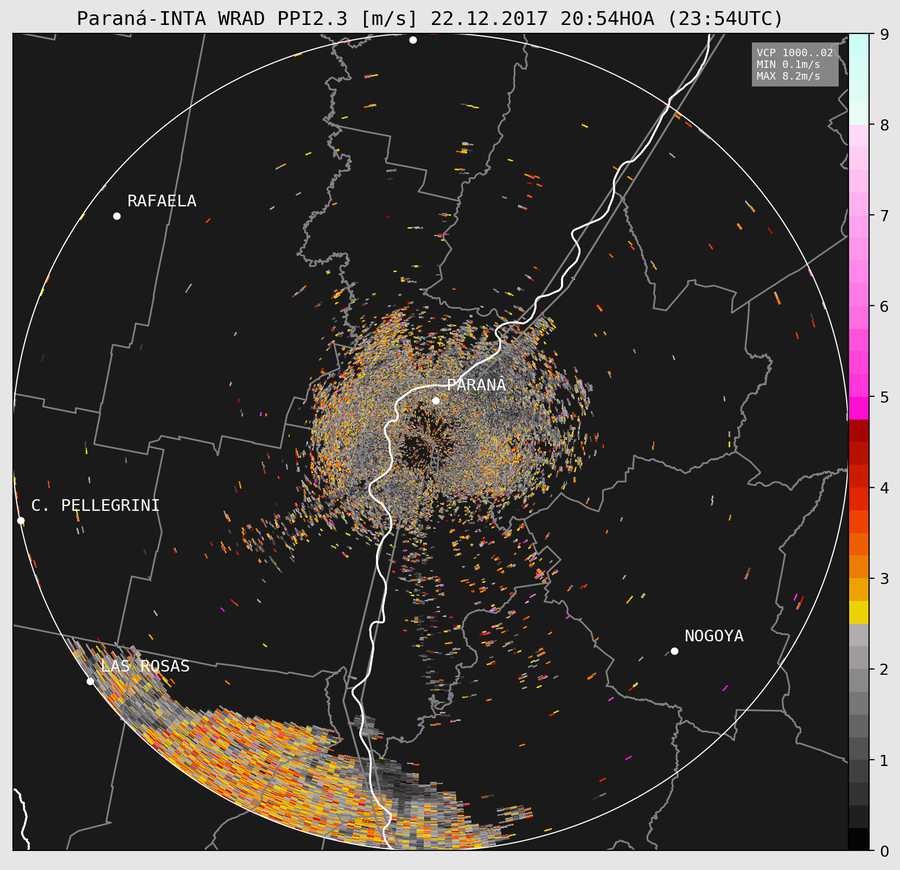 Paraná-INTA WRAD PPI2.3 [m/s] 22.12.2017 20:54HOA (23:54UTC)
VCP 1000..02
MIN 0.1m/s
MAX 8.2m/s
RAFAELA
PARANÁ
C. PELLEGRINI
NOGOYA
LAS ROSAS
9
8
7
6
5
4
3
2
1
0